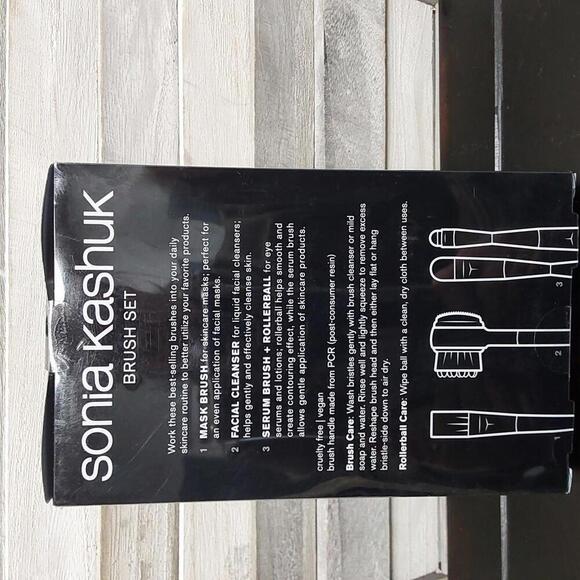 sonia kashuk
BRUSH SET
Work these best-selling brushes into your daily
skincare routine to better utilize your favorite products.
1 MASK BRUSH for skincare masks; perfect for
an even application of facial masks.
2 FACIAL CLEANSER for liquid facial cleansers;
helps gently and effectively cleanse skin.
3 SERUM BRUSH + ROLLERBALL for eye
serums and lotions; rollerball helps smooth and
create contouring effect, while the serum brush
allows gentle application of skincare products.
cruelty free | vegan
brush handle made from PCR (post-consumer resin)
Brush Care: Wash bristles gently with brush cleanser or mild
soap and water. Rinse well and lightly squeeze to remove excess
water. Reshape brush head and then either lay flat or hang
bristle-side down to air dry.
Rollerball Care: Wipe ball with a clean, dry cloth between uses.
1
2
3